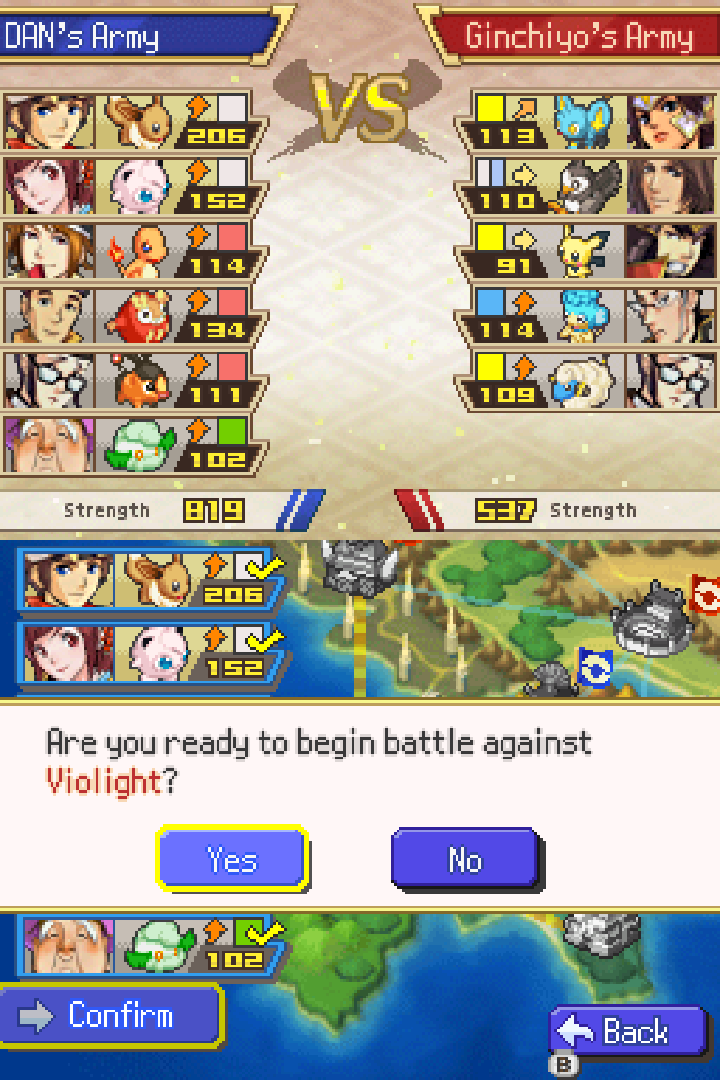 DAN's Army
Ginchiyo's Army
VS
206
113
152
110
114
91
134
114
111
109
102
Strength 819
537 Strength
206
152
Are you ready to begin battle against
Violight?
Yes
No
102
Confirm
Back
B